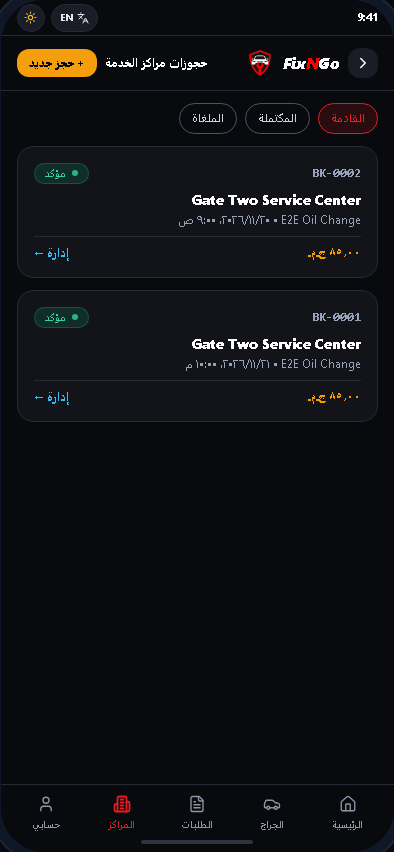 9:41
EN
FixNGo
حجوزات مراكز الخدمة
+ حجز جديد
القادمة
المكتملة
الملغاة
BK-0002
مؤكد
Gate Two Service Center
E2E Oil Change • ٢٠‏/١١‏/٢٠٢٦، ٩:٠٠ ص
٨٥٫٠٠ ج.م.
إدارة ←
BK-0001
مؤكد
Gate Two Service Center
E2E Oil Change • ٢١‏/١١‏/٢٠٢٦، ١٠:٠٠ م
٨٥٫٠٠ ج.م.
إدارة ←
الرئيسية
الجراج
الطلبات
المراكز
حسابي